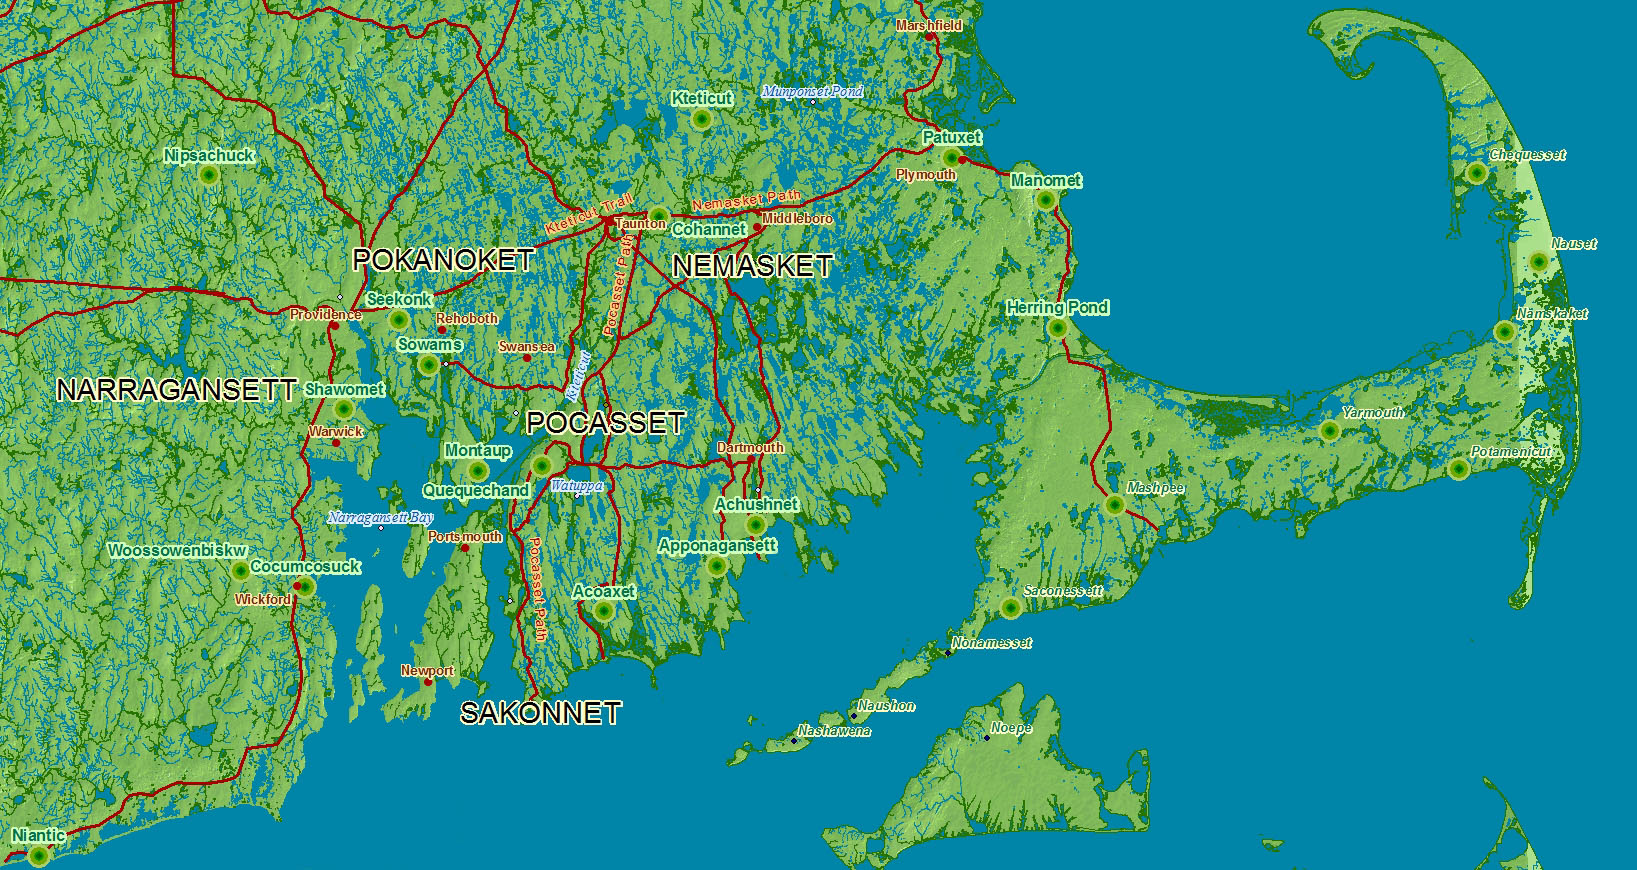 Marshfield
Kteticut
Munponset Pond
Patuxet
Nipsachuck
Chequesset
Plymouth
Manomet
Nemasket Path
Kteticut Trail
Taunton
Middleboro
Cohannet
Nauset
POKANOKET
NEMASKET
Pocasset Path
Seekonk
Providence
Rehoboth
Herring Pond
Namskaket
Sowams
Swansea
Kteticut
NARRAGANSETT
Shawomet
Yarmouth
POCASSET
Warwick
Montaup
Dartmouth
Potamenicut
Quequechand
Watuppa
Mashpee
Achushnet
Narragansett Bay
Portsmouth
Woossowenbiskw
Apponagansett
Cocumcosuck
Pocasset Path
Wickford
Acoaxet
Saconessett
Nonamesset
Newport
SAKONNET
Naushon
Nashawena
Noepe
Niantic